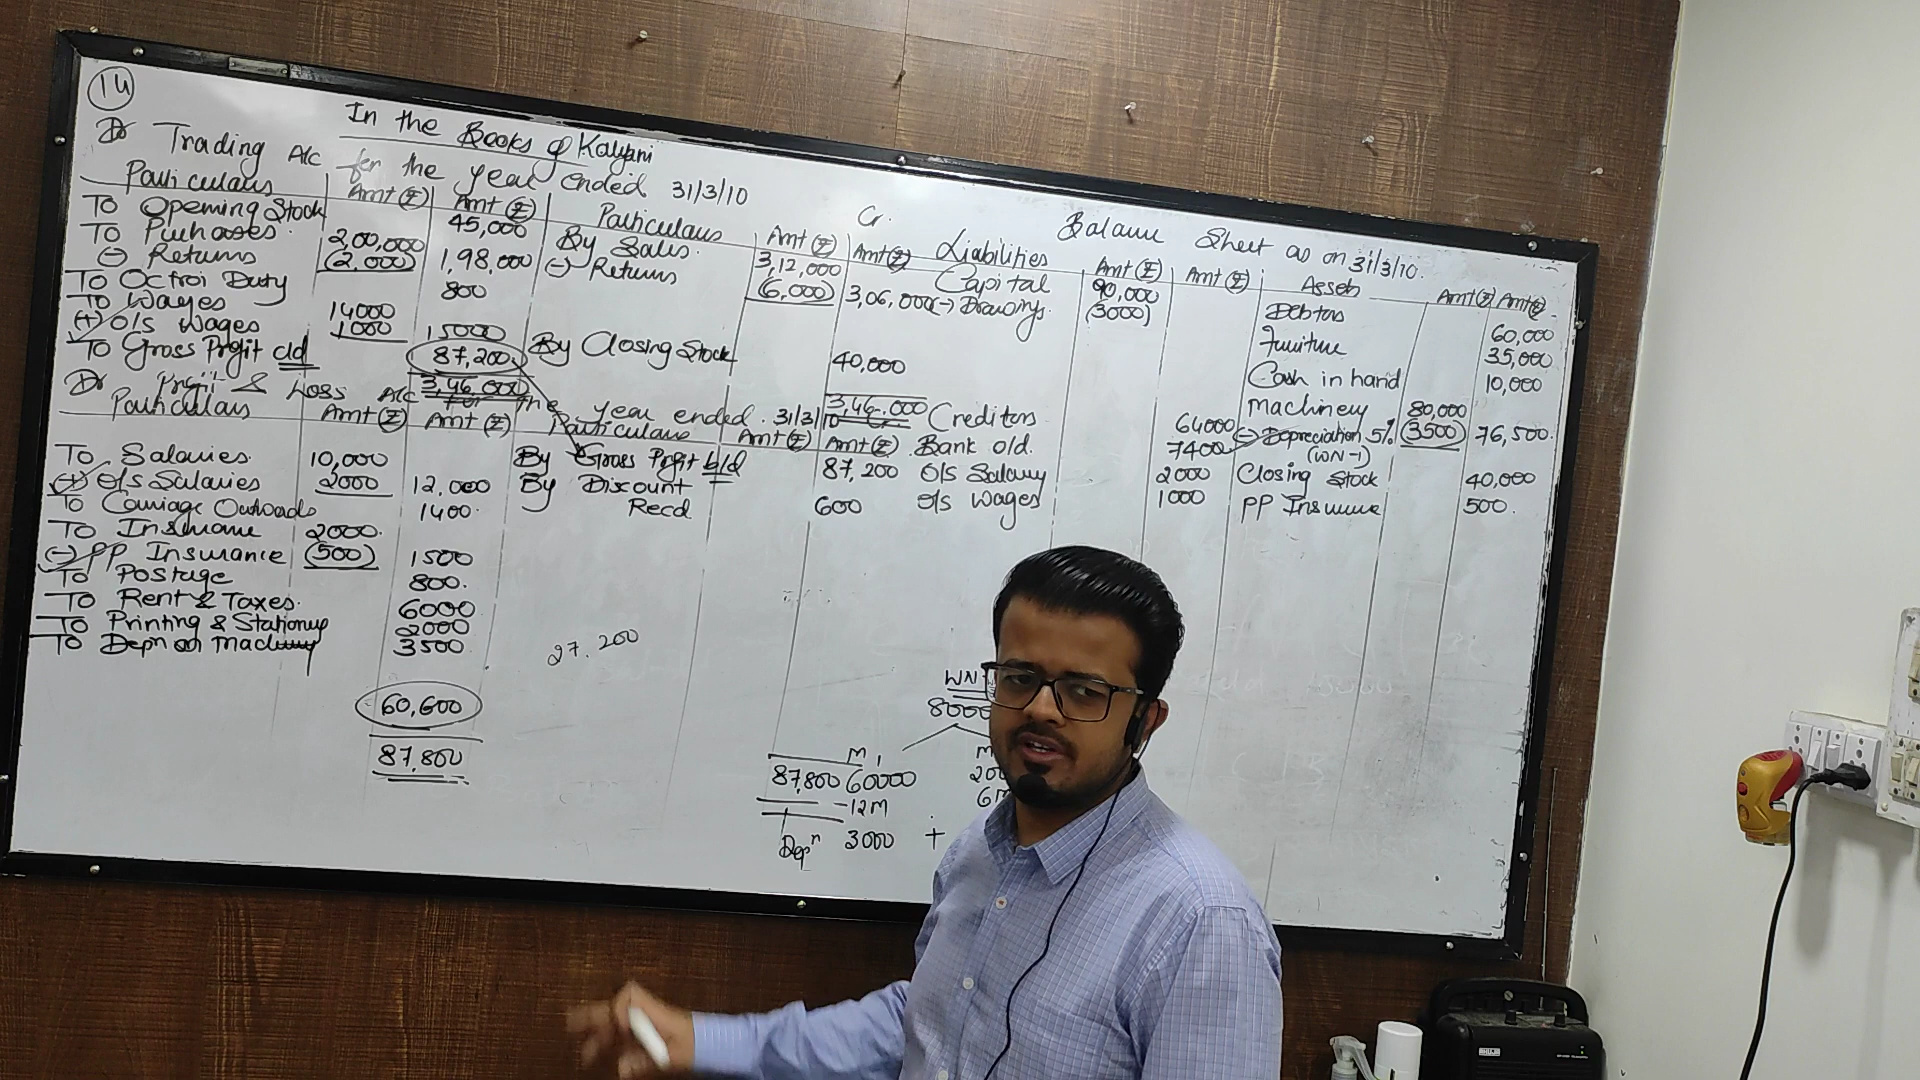 14
In the Books of Kalyani
Dr Trading A/c for the year ended 31/3/10 Cr.
Particulars Amt (₹) Amt (₹) Particulars Amt (₹) Amt (₹)
To Opening Stock 45,000 By Sales. 3,12,000
To Purchases. 2,00,000 (-) Returns (6,000) 3,06,000
(-) Returns (2,000) 1,98,000
To Octroi Duty 800
To Wages 14000
(+) O/s Wages 1000 15000 By Closing Stock 40,000
To Gross Profit c/d 87,200
3,46,000 3,46,000
Dr Profit & Loss A/c for the year ended. 31/3/10
Particulars Amt (₹) Amt (₹) Particulars Amt (₹) Amt (₹)
To Salaries 10,000 By Gross Profit b/d 87,200
(+) O/s Salaries 2000 12,000 By Discount
Recd 600
To Carriage Outwards 1400.
To Insurance 2000.
(-) PP Insurance (500) 1500
To Postage 800.
To Rent & Taxes. 6000
To Printing & Stationery 2000
To Depn on Machinery 3500
27.200
60,600
87,800 87,800
Balance Sheet as on 31/3/10.
Liabilities Amt (₹) Amt (₹) Assets Amt (₹) Amt (₹)
Capital 90,000 Debtors 60,000
(-) Drawings. (3000) Furniture 35,000
Cash in hand 10,000
Machinery 80,000
Creditors 64000 (-) Depreciation 5% (3500) 76,500.
(WN-1)
Bank o/d. 7400
O/s Salary 2000 Closing Stock 40,000
O/s Wages 1000 PP Insurance 500.
WN
8000
M1
60000
-12M
Depn 3000 +